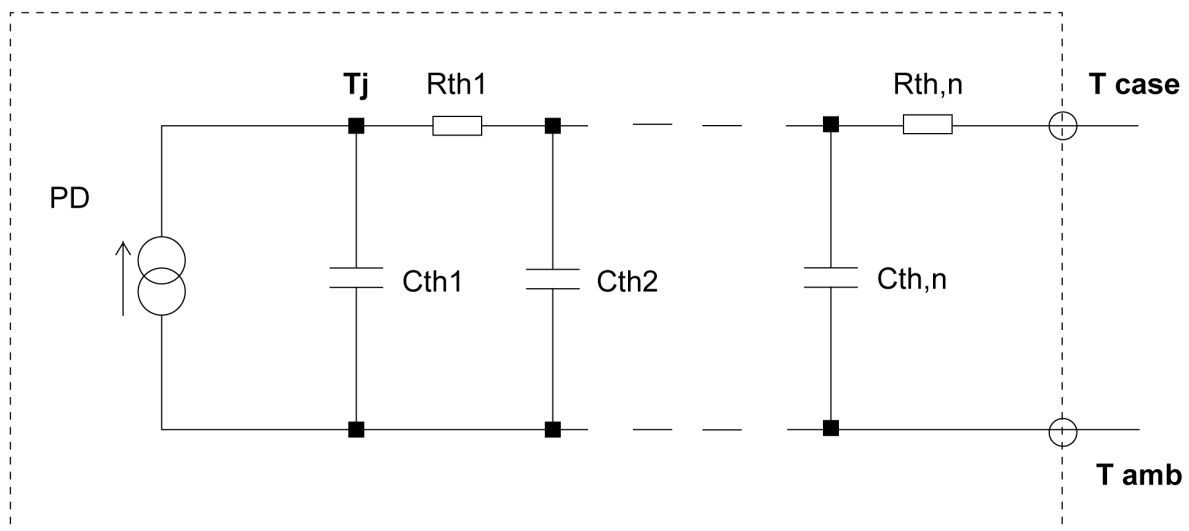 Tj
Rth1
Rth,n
T case
PD
Cth1
Cth2
Cth,n
T amb